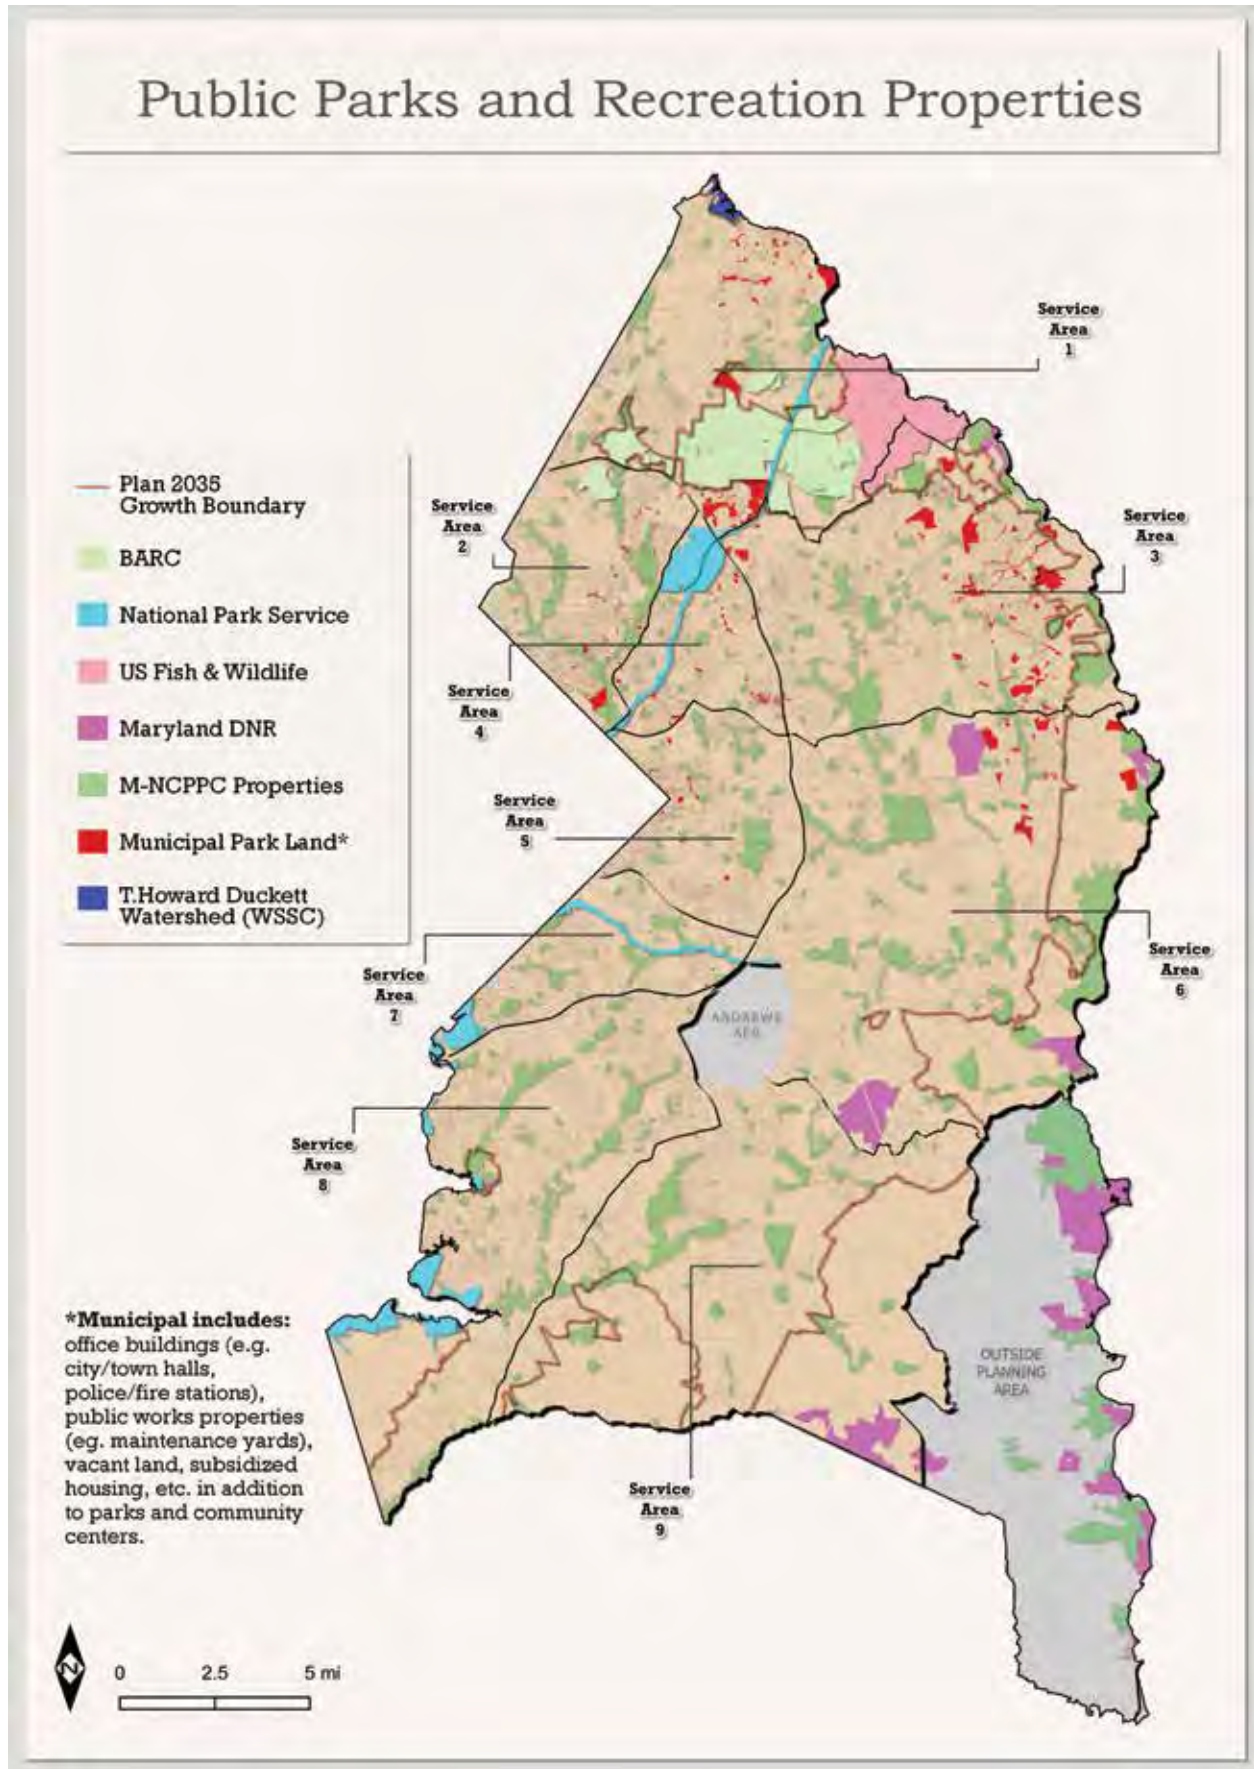 Public Parks and Recreation Properties
Service
Area
1
Plan 2035
Growth Boundary
BARC
National Park Service
US Fish & Wildlife
Maryland DNR
M-NCPPC Properties
Municipal Park Land*
T.Howard Duckett
Watershed (WSSC)
Service
Area
2
Service
Area
3
Service
Area
4
Service
Area
5
Service
Area
6
Service
Area
7
ANDREWS
AFB
Service
Area
8
OUTSIDE
PLANNING
AREA
*Municipal includes:
office buildings (e.g.
city/town halls,
police/fire stations),
public works properties
(eg. maintenance yards),
vacant land, subsidized
housing, etc. in addition
to parks and community
centers.
Service
Area
9
N
0 2.5 5 mi